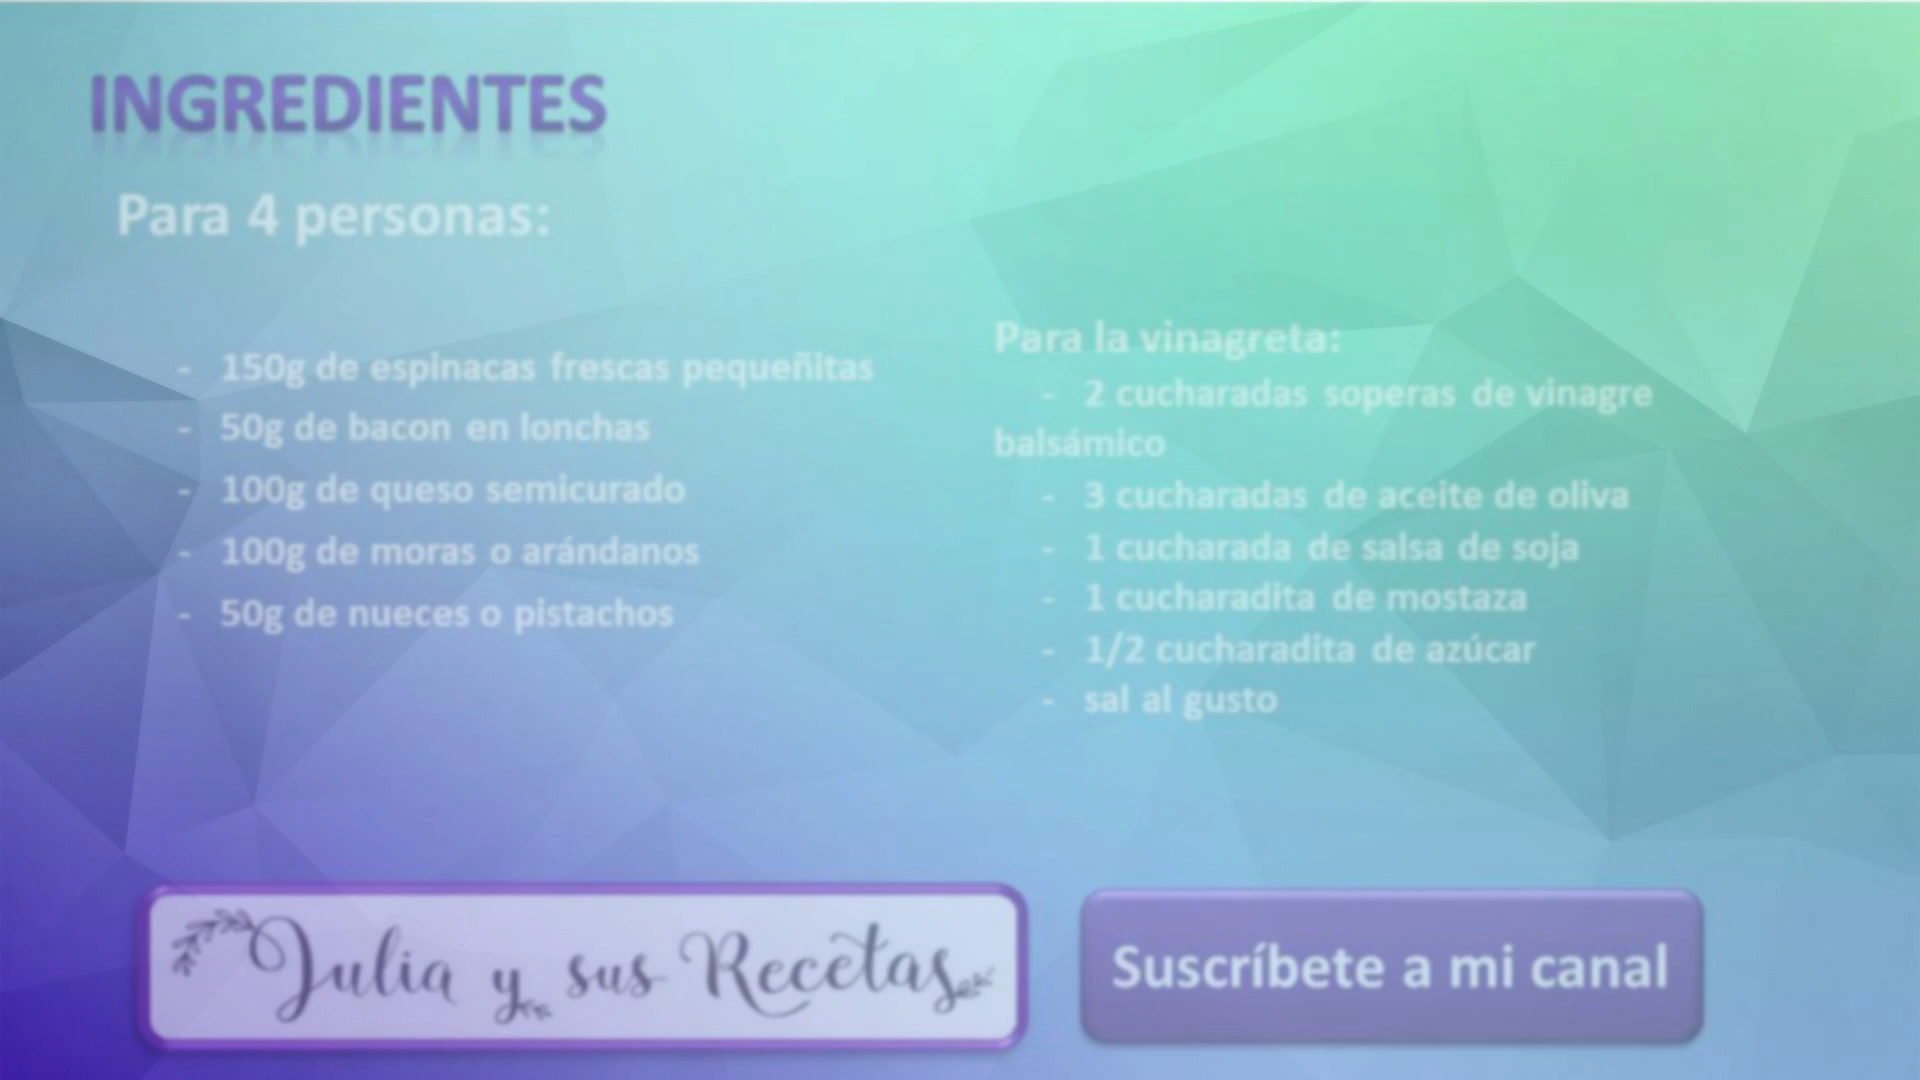 INGREDIENTES
Para 4 personas:
- 150g de espinacas frescas pequeñitas
- 50g de bacon en lonchas
- 100g de queso semicurado
- 100g de moras o arándanos
- 50g de nueces o pistachos
Para la vinagreta:
- 2 cucharadas soperas de vinagre
balsámico
- 3 cucharadas de aceite de oliva
- 1 cucharada de salsa de soja
- 1 cucharadita de mostaza
- 1/2 cucharadita de azúcar
- sal al gusto
Julia y sus Recetas
Suscríbete a mi canal